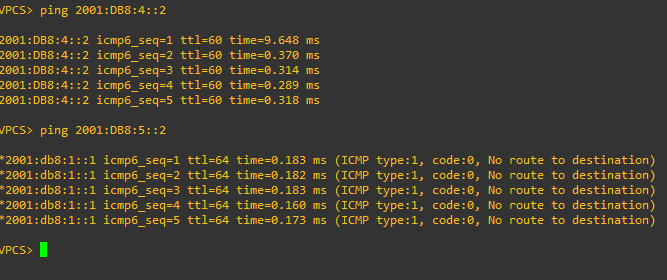 VPCS> ping 2001:DB8:4::2
2001:DB8:4::2 icmp6_seq=1 ttl=60 time=9.648 ms
2001:DB8:4::2 icmp6_seq=2 ttl=60 time=0.370 ms
2001:DB8:4::2 icmp6_seq=3 ttl=60 time=0.314 ms
2001:DB8:4::2 icmp6_seq=4 ttl=60 time=0.289 ms
2001:DB8:4::2 icmp6_seq=5 ttl=60 time=0.318 ms
VPCS> ping 2001:DB8:5::2
*2001:db8:1::1 icmp6_seq=1 ttl=64 time=0.183 ms (ICMP type:1, code:0, No route to destination)
*2001:db8:1::1 icmp6_seq=2 ttl=64 time=0.182 ms (ICMP type:1, code:0, No route to destination)
*2001:db8:1::1 icmp6_seq=3 ttl=64 time=0.183 ms (ICMP type:1, code:0, No route to destination)
*2001:db8:1::1 icmp6_seq=4 ttl=64 time=0.160 ms (ICMP type:1, code:0, No route to destination)
*2001:db8:1::1 icmp6_seq=5 ttl=64 time=0.173 ms (ICMP type:1, code:0, No route to destination)
VPCS>